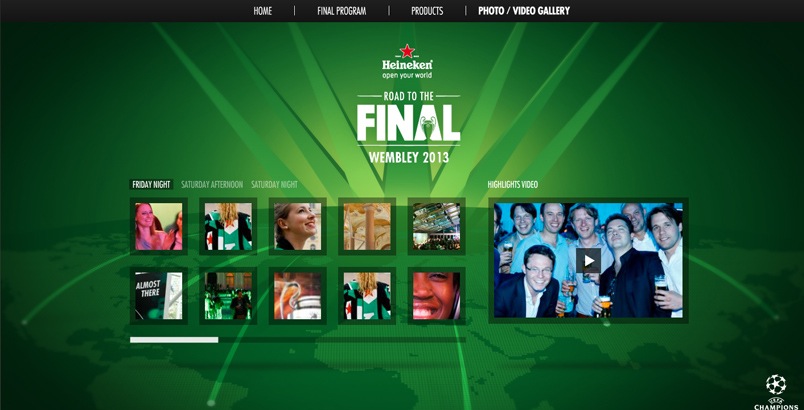 HOME
FINAL PROGRAM
PRODUCTS
PHOTO / VIDEO GALLERY
Heineken
open your world
ROAD TO THE
FINAL
WEMBLEY 2013
FRIDAY NIGHT
SATURDAY AFTERNOON
SATURDAY NIGHT
HIGHLIGHTS VIDEO
ALMOST
THERE
UEFA
CHAMPIONS